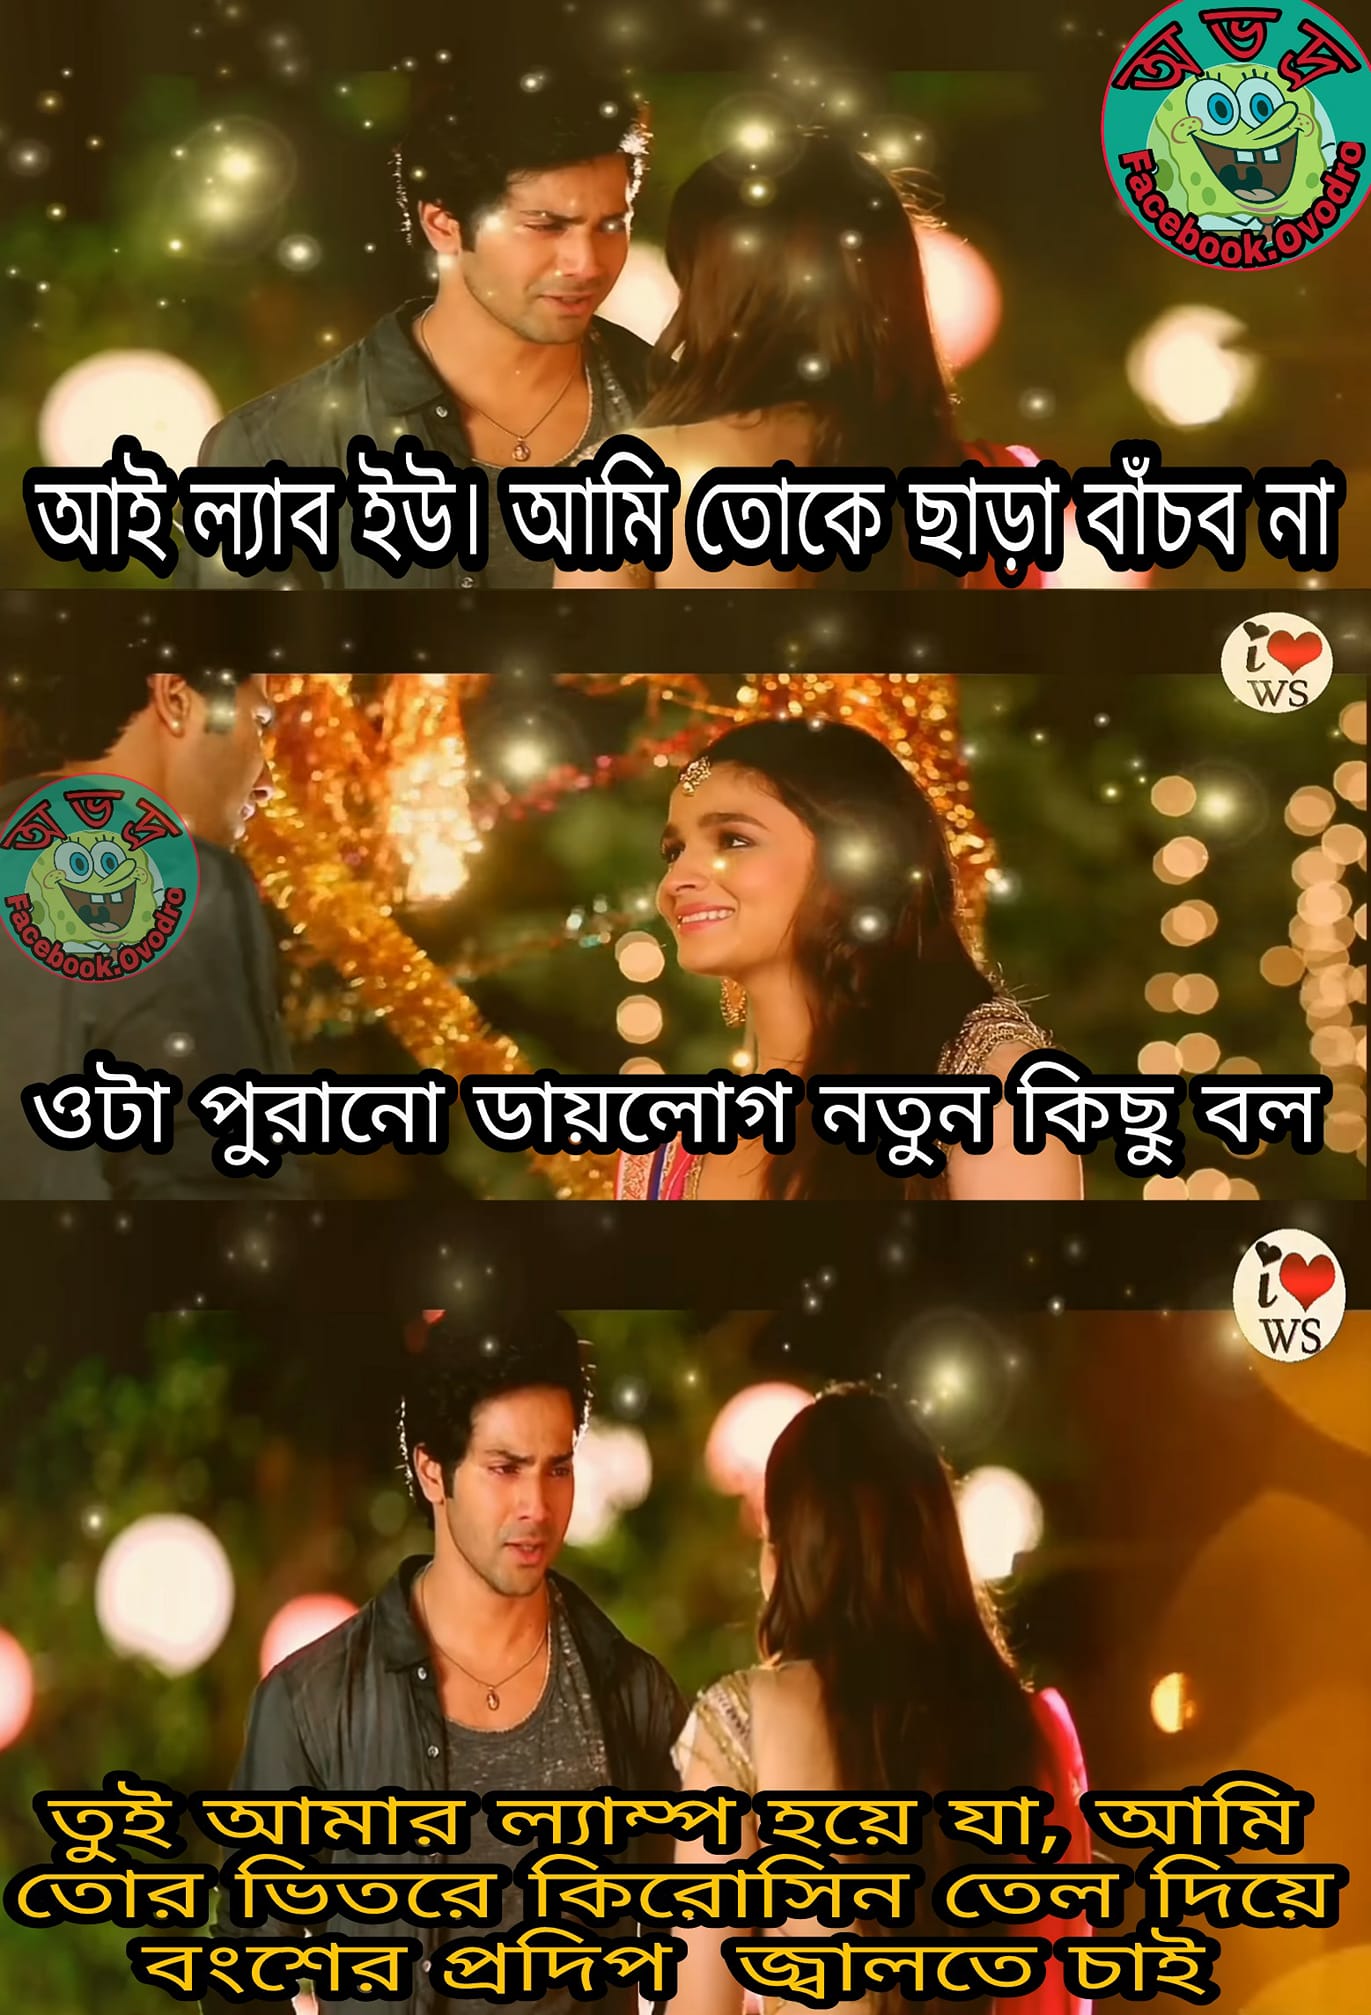 অভদ্র
Facebook.Ovodro
আই ল্যাব ইউ। আমি তোকে ছাড়া বাঁচব না
i
WS
অভদ্র
Facebook.Ovodro
ওটা পুরানো ডায়লোগ নতুন কিছু বল
i
WS
তুই আমার ল্যাম্প হয়ে যা, আমি
তোর ভিতরে কিরোসিন তেল দিয়ে
বংশের প্রদিপ জ্বালতে চাই